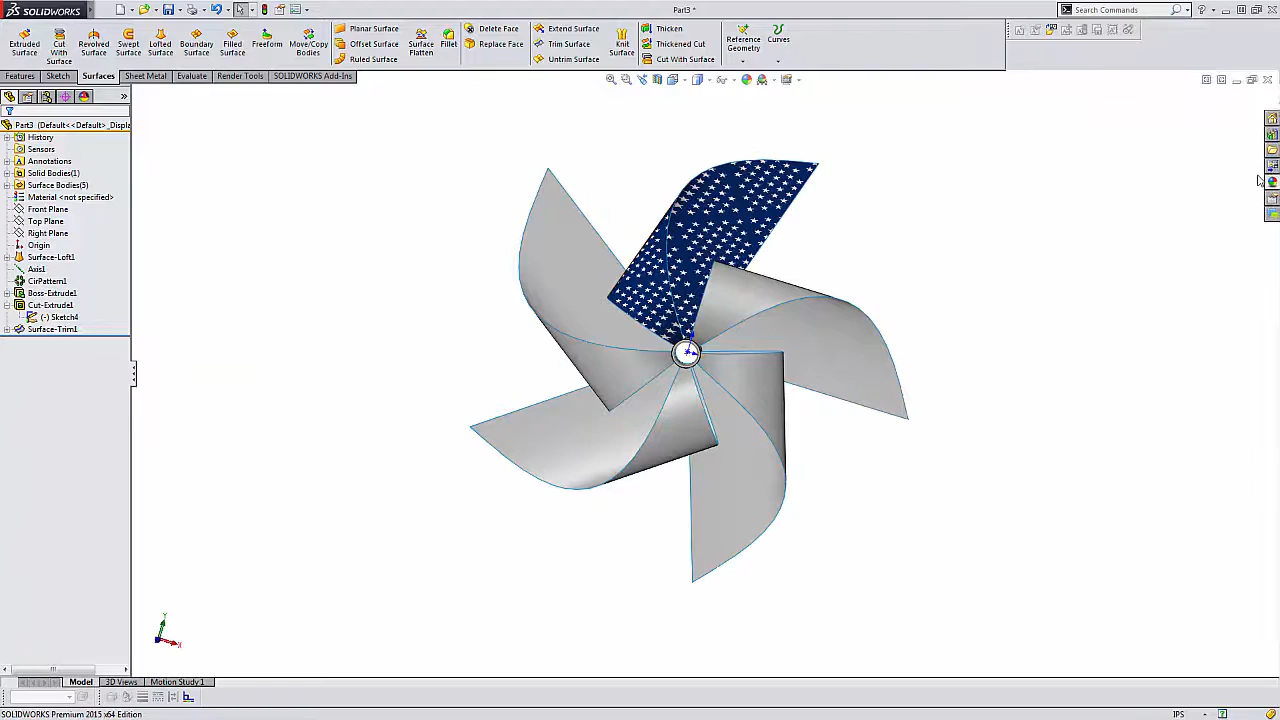 SOLIDWORKS
Part3 *
Search Commands
Extruded Surface
Cut With Surface
Revolved Surface
Swept Surface
Lofted Surface
Boundary Surface
Filled Surface
Freeform
Move/Copy Bodies
Planar Surface
Offset Surface
Ruled Surface
Surface Flatten
Fillet
Delete Face
Replace Face
Extend Surface
Trim Surface
Untrim Surface
Knit Surface
Thicken
Thickened Cut
Cut With Surface
Reference Geometry
Curves
Features
Sketch
Surfaces
Sheet Metal
Evaluate
Render Tools
SOLIDWORKS Add-Ins
Part3 (Default<<Default>_Displa
History
Sensors
Annotations
Solid Bodies(1)
Surface Bodies(5)
Material <not specified>
Front Plane
Top Plane
Right Plane
Origin
Surface-Loft1
Axis1
CirPattern1
Boss-Extrude1
Cut-Extrude1
(-) Sketch4
Surface-Trim1
Y
X
Model
3D Views
Motion Study 1
SOLIDWORKS Premium 2015 x64 Edition
IPS